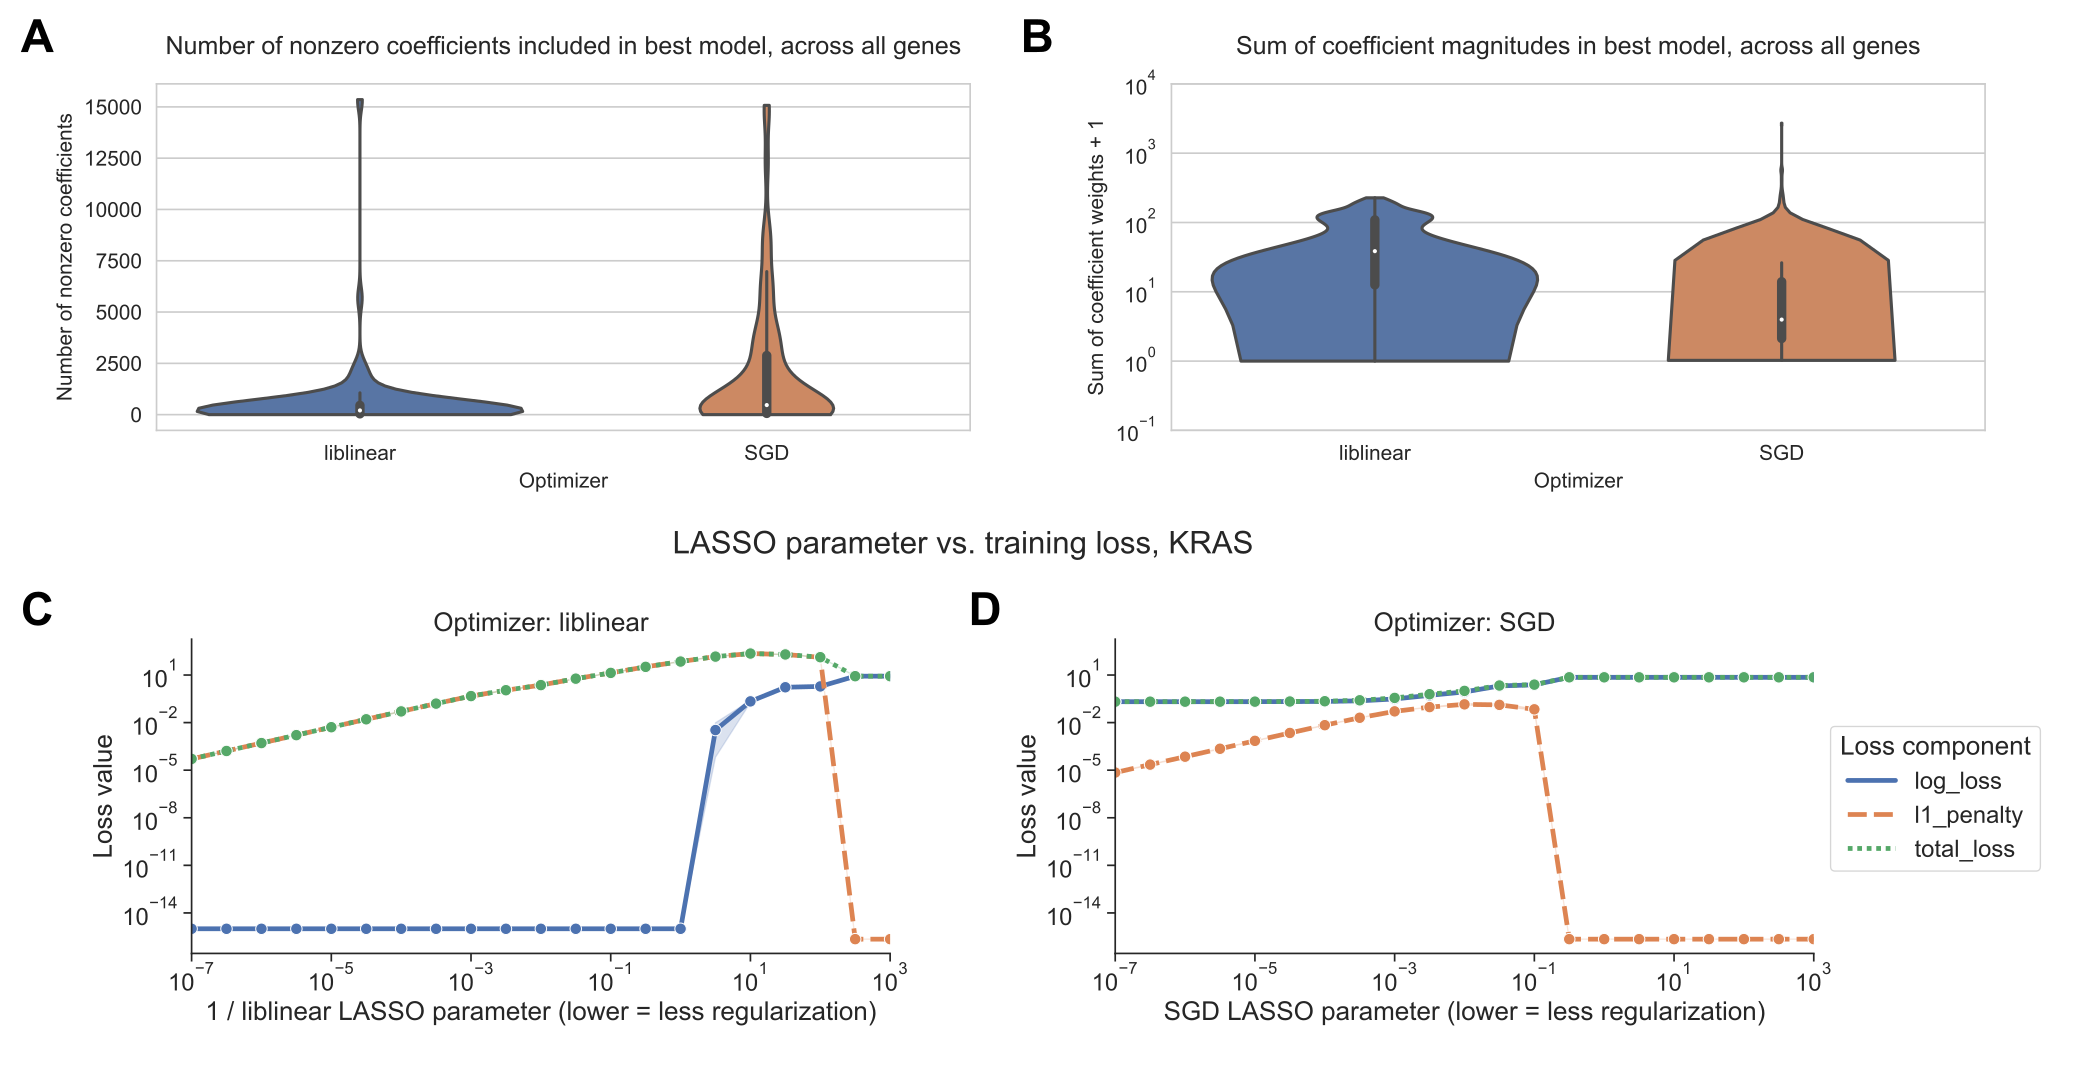 A
Number of nonzero coefficients included in best model, across all genes
Number of nonzero coefficients
15000
12500
10000
7500
5000
2500
0
liblinear
SGD
Optimizer
B
Sum of coefficient magnitudes in best model, across all genes
Sum of coefficient weights + 1
10^4
10^3
10^2
10^1
10^0
10^−1
liblinear
SGD
Optimizer
LASSO parameter vs. training loss, KRAS
C
Optimizer: liblinear
Loss value
10^1
10^−2
10^−5
10^−8
10^−11
10^−14
10^−7
10^−5
10^−3
10^−1
10^1
10^3
1 / liblinear LASSO parameter (lower = less regularization)
D
Optimizer: SGD
Loss value
10^1
10^−2
10^−5
10^−8
10^−11
10^−14
10^−7
10^−5
10^−3
10^−1
10^1
10^3
SGD LASSO parameter (lower = less regularization)
Loss component
log_loss
l1_penalty
total_loss